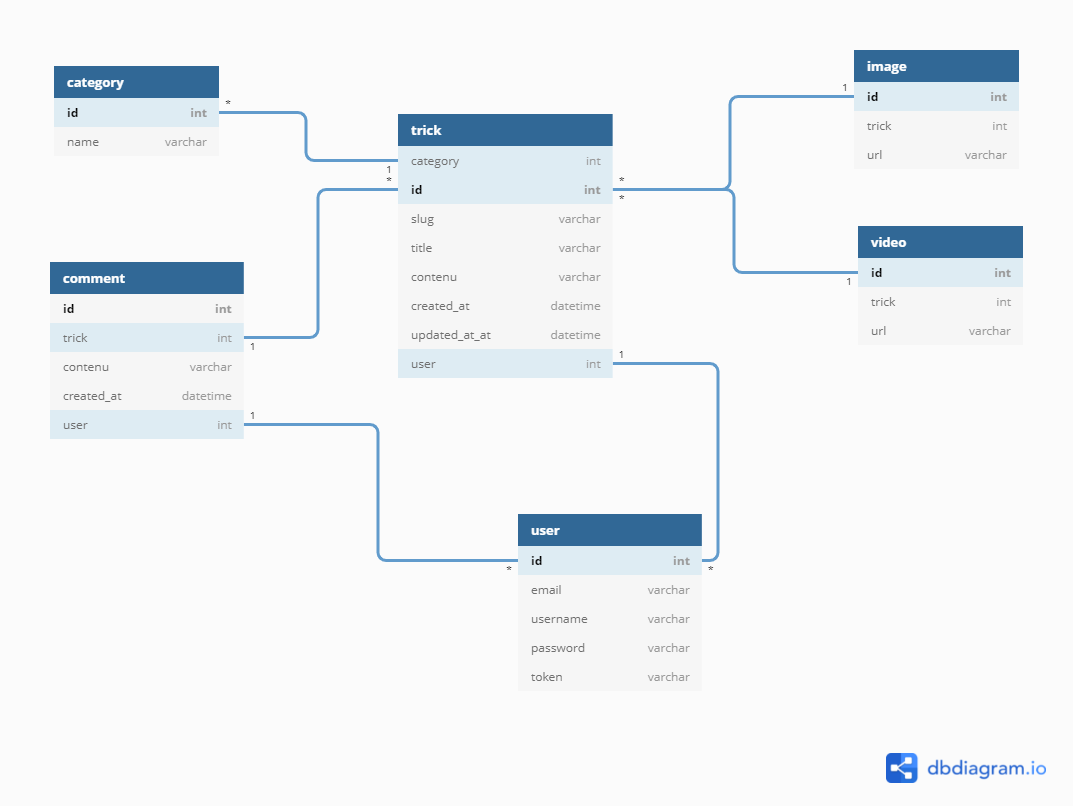 category
id int
name varchar
*
trick
category int
id int
slug varchar
title varchar
contenu varchar
created_at datetime
updated_at_at datetime
user int
1
*
*
*
1
image
id int
trick int
url varchar
1
video
id int
trick int
url varchar
1
comment
id int
trick int
contenu varchar
created_at datetime
user int
1
1
user
id int
email varchar
username varchar
password varchar
token varchar
*
*
dbdiagram.io